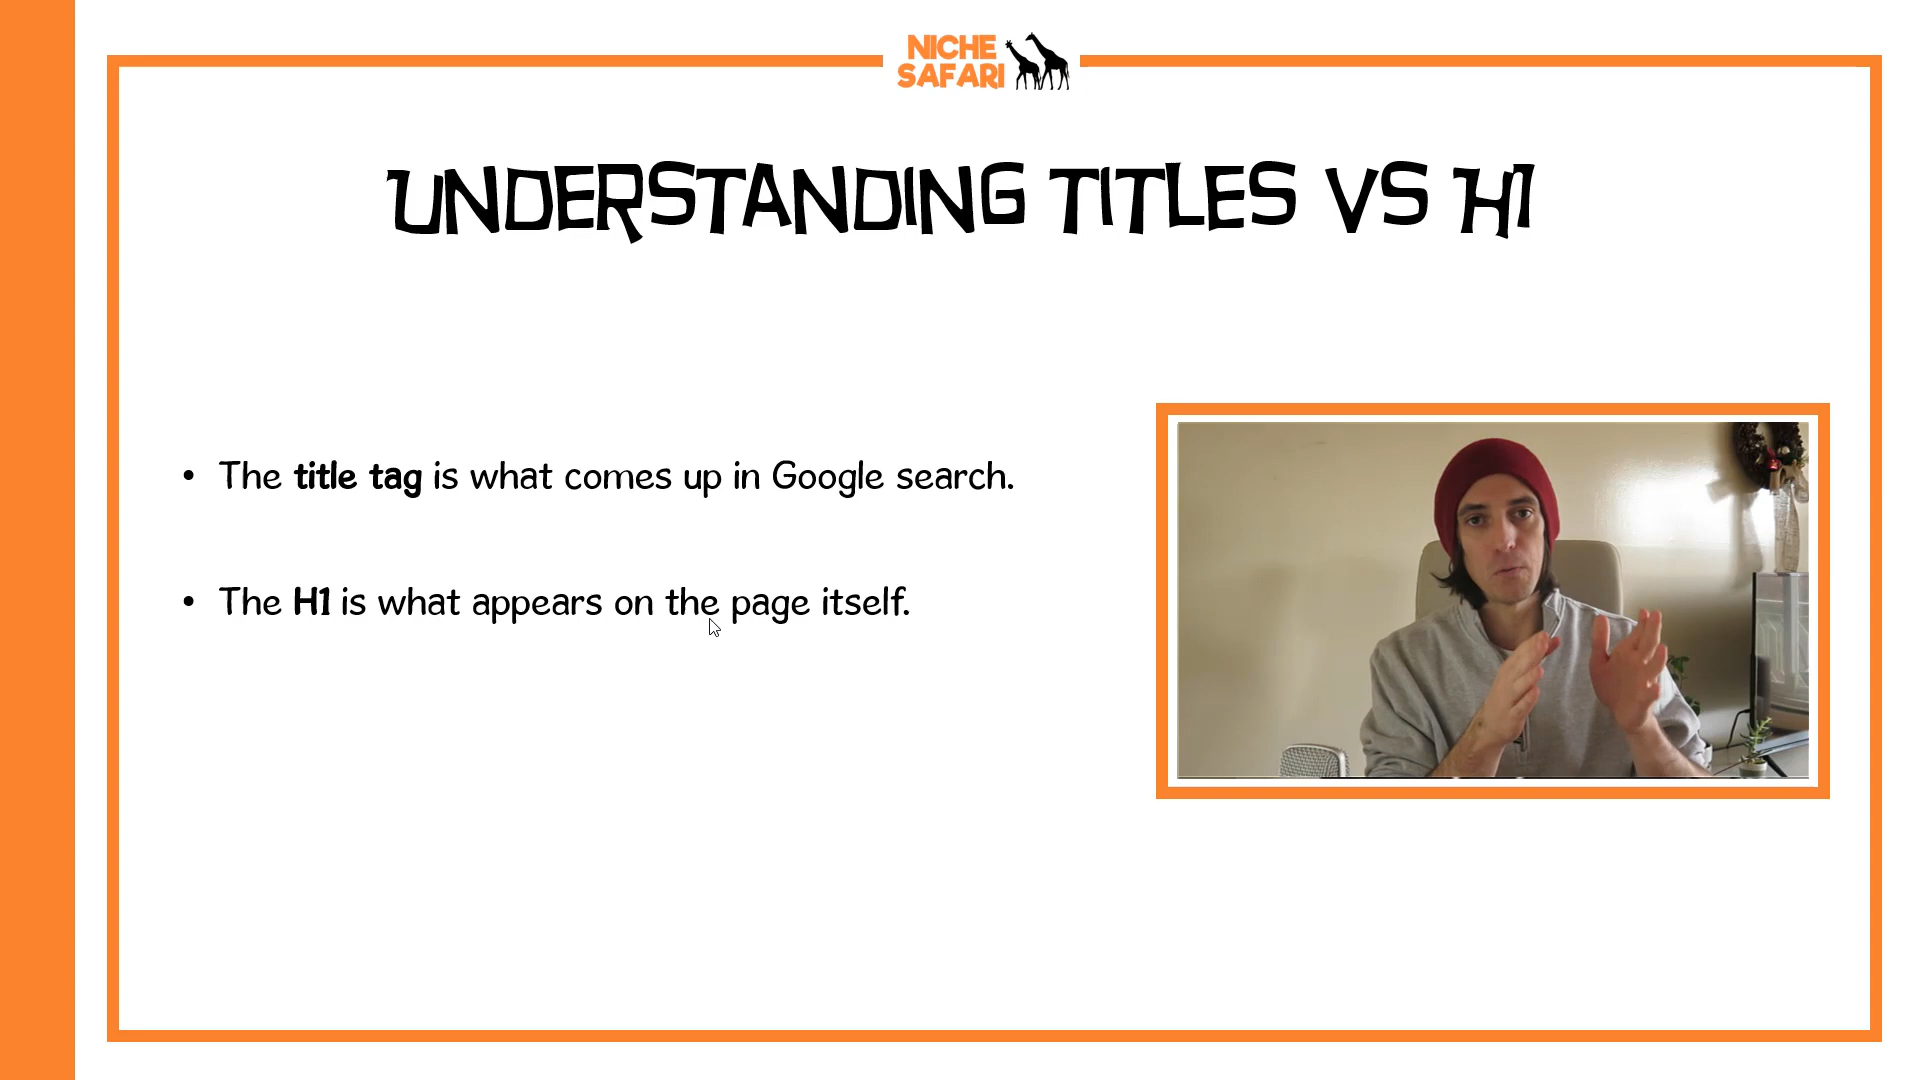 NICHE
SAFARI
UNDERSTANDING TITLES VS H1
• The title tag is what comes up in Google search.
• The H1 is what appears on the page itself.